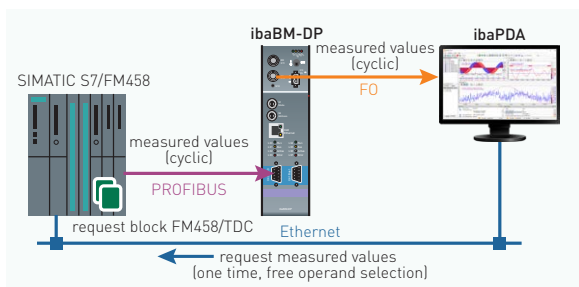 ibaBM-DP
ibaPDA
measured values
(cyclic)
FO
SIMATIC S7/FM458
measured values
(cyclic)
PROFIBUS
request block FM458/TDC
Ethernet
request measured values
(one time, free operand selection)